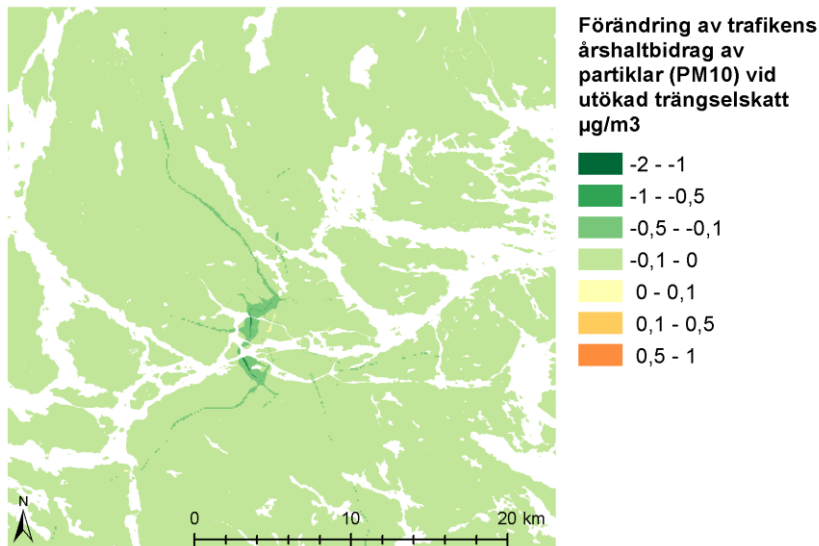 Förändring av trafikens
årshaltbidrag av
partiklar (PM10) vid
utökad trängselskatt
µg/m3
-2 - -1
-1 - -0,5
-0,5 - -0,1
-0,1 - 0
0 - 0,1
0,1 - 0,5
0,5 - 1
N
0 10 20 km